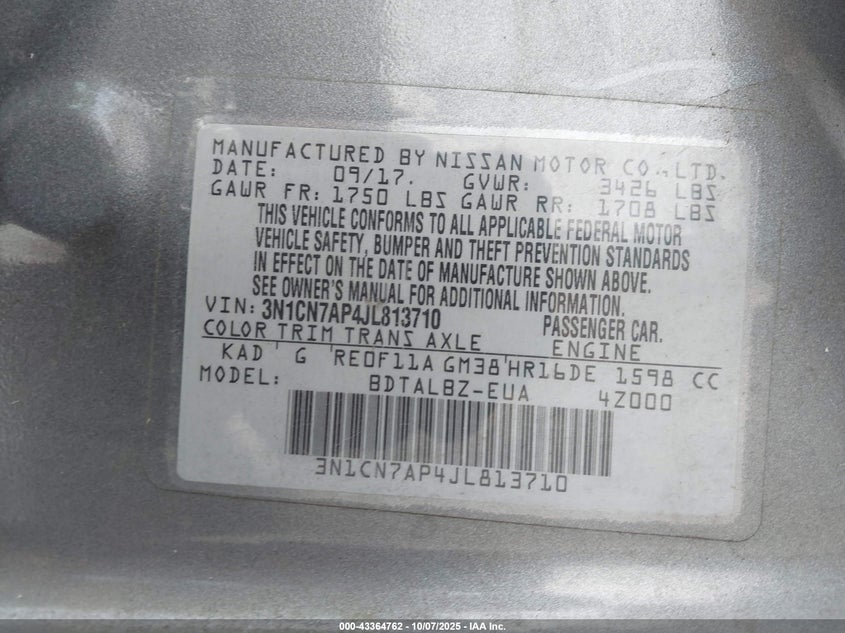 MANUFACTURED BY NISSAN MOTOR CO., LTD.
DATE: 09/17. GVWR: 3426 LBS
GAWR FR: 1750 LBS GAWR RR: 1708 LBS
THIS VEHICLE CONFORMS TO ALL APPLICABLE FEDERAL MOTOR
VEHICLE SAFETY, BUMPER AND THEFT PREVENTION STANDARDS
IN EFFECT ON THE DATE OF MANUFACTURE SHOWN ABOVE.
SEE OWNER'S MANUAL FOR ADDITIONAL INFORMATION.
VIN: 3N1CN7AP4JL813710 PASSENGER CAR.
COLOR TRIM TRANS AXLE ENGINE
KAD ' G 'RE0F11A GM38'HR16DE 1598 CC
MODEL: BDTALBZ-EUA 4Z000
3N1CN7AP4JL813710
000-43364762 - 10/07/2025 - IAA Inc.